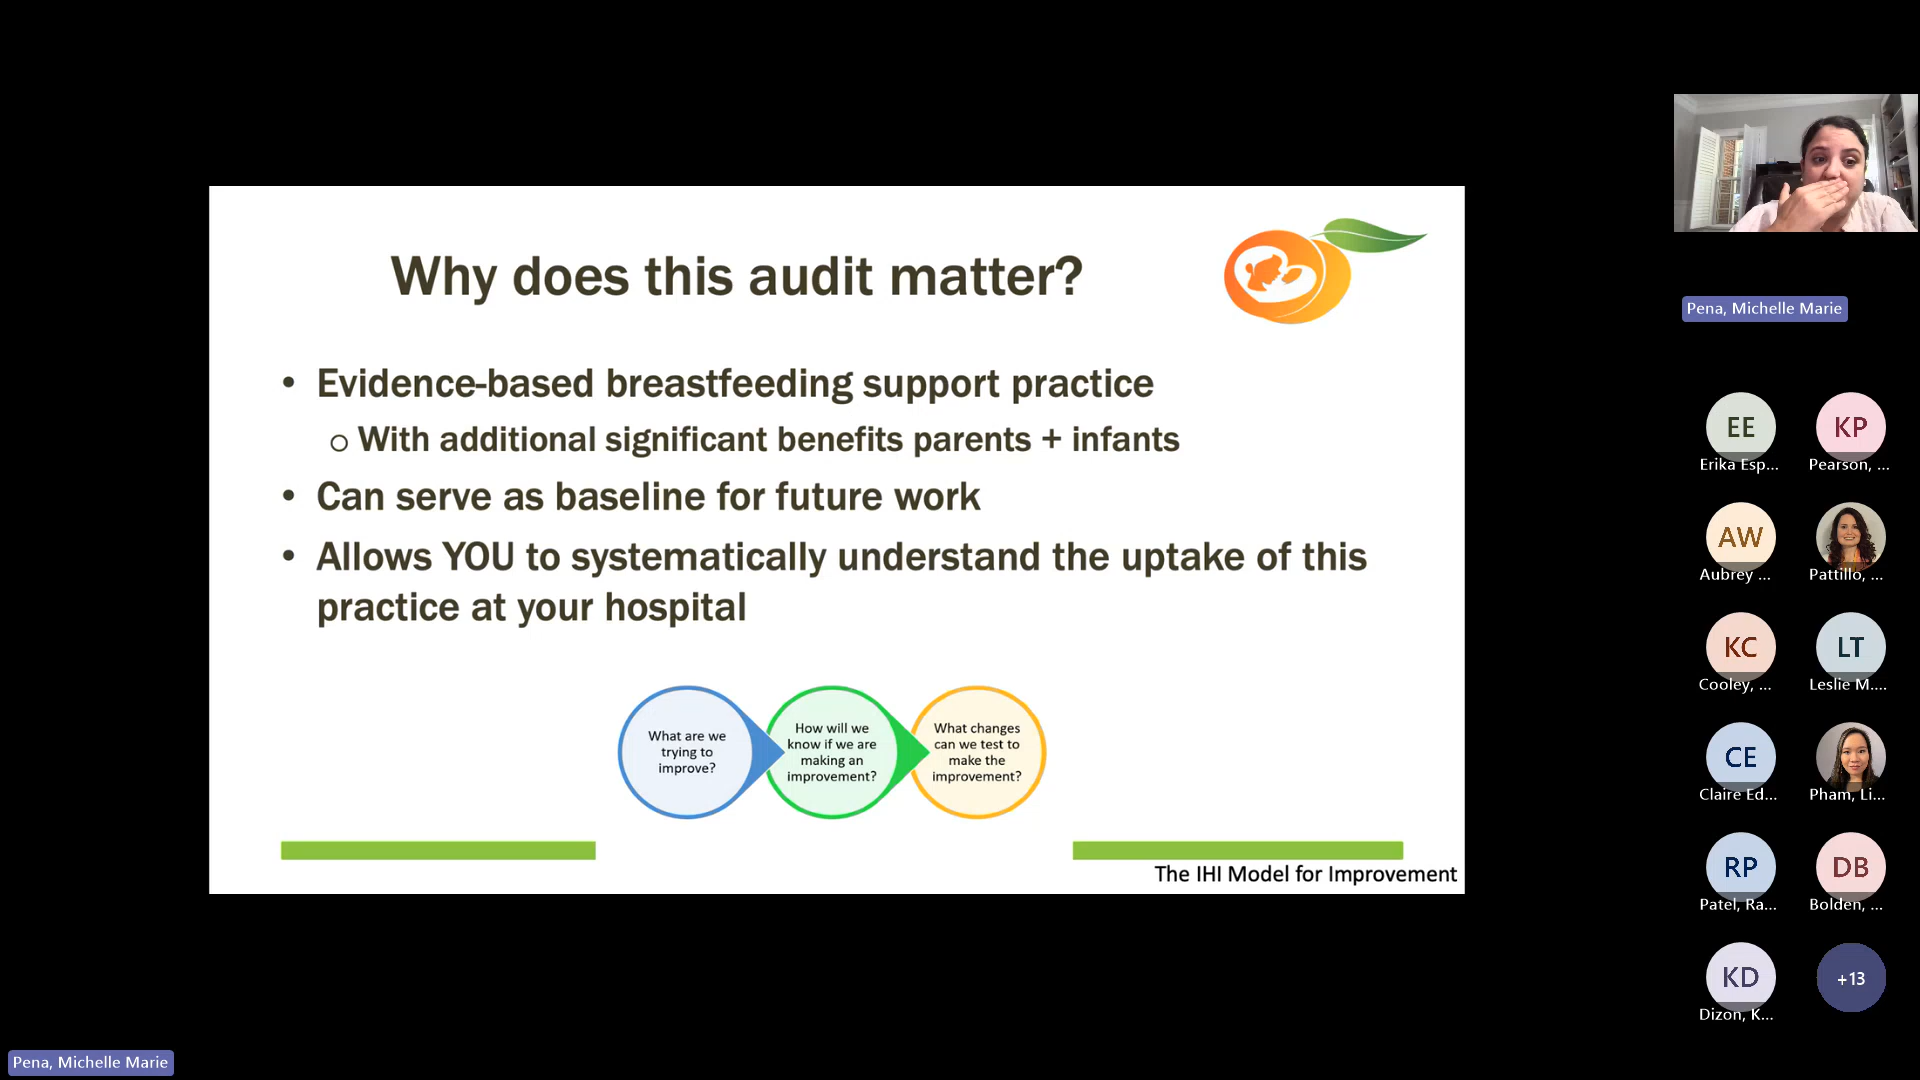 Why does this audit matter?
• Evidence-based breastfeeding support practice
o With additional significant benefits parents + infants
• Can serve as baseline for future work
• Allows YOU to systematically understand the uptake of this
practice at your hospital
What are we
trying to
improve?
How will we
know if we are
making an
improvement?
What changes
can we test to
make the
improvement?
The IHI Model for Improvement
Pena, Michelle Marie
EE
Erika Esp...
KP
Pearson, ...
AW
Aubrey ...
Pattillo, ...
KC
Cooley, ...
LT
Leslie M....
CE
Claire Ed...
Pham, Li...
RP
Patel, Ra...
DB
Bolden, ...
KD
Dizon, K...
+13
Pena, Michelle Marie